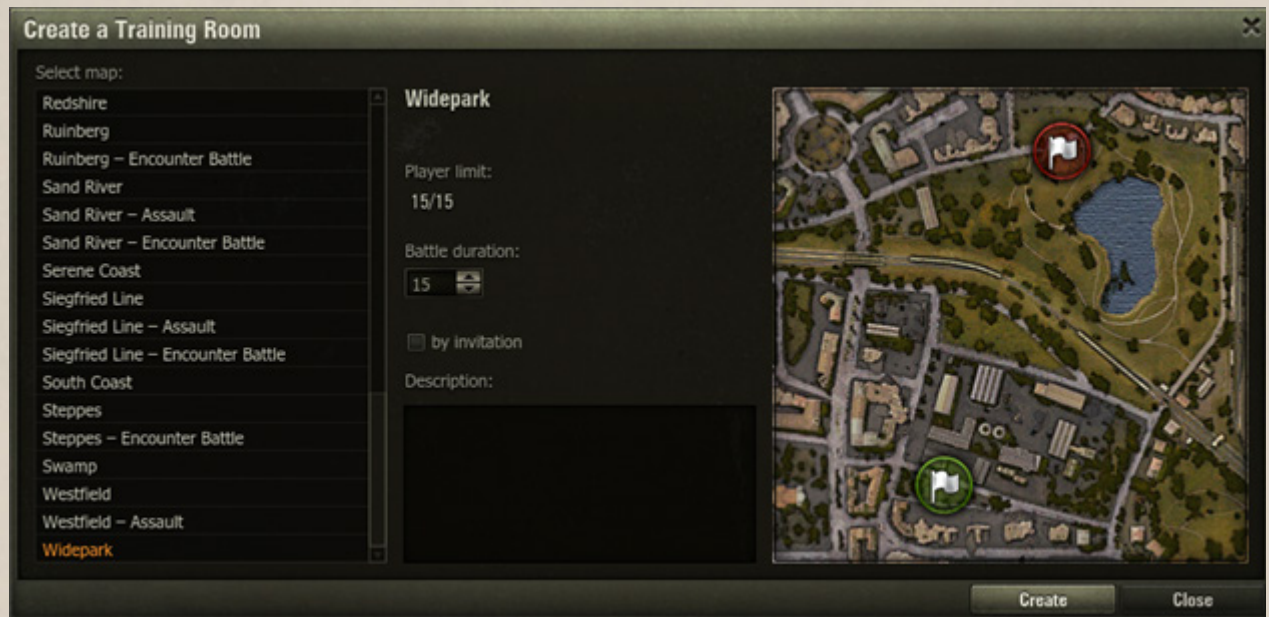 Create a Training Room
Select map:
Redshire
Ruinberg
Ruinberg – Encounter Battle
Sand River
Sand River – Assault
Sand River – Encounter Battle
Serene Coast
Siegfried Line
Siegfried Line – Assault
Siegfried Line – Encounter Battle
South Coast
Steppes
Steppes – Encounter Battle
Swamp
Westfield
Westfield – Assault
Widepark
Widepark
Player limit:
15/15
Battle duration:
15
by invitation
Description:
Create
Close